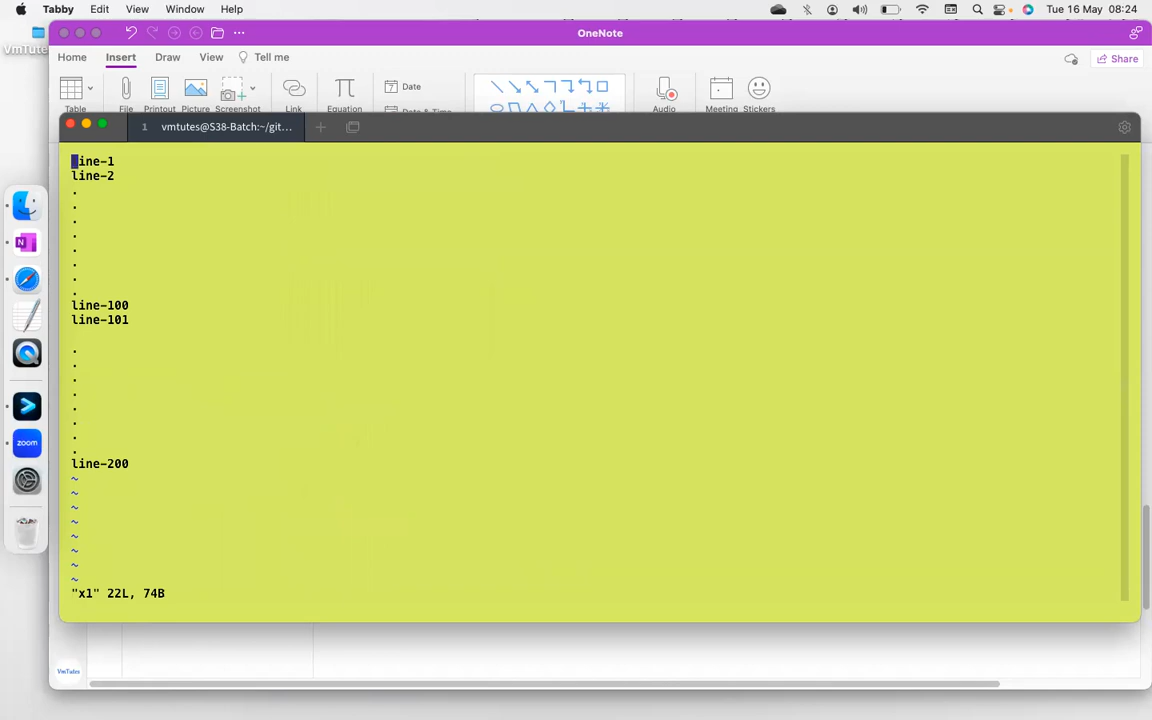 Tabby Edit View Window Help Tue 16 May 08:24
OneNote
Home Insert Draw View Tell me Share
Table File Printout Picture Screenshot Link Equation Date Audio Meeting Stickers
1 vmtutes@S38-Batch:~/git...
line-1
line-2
.
.
.
.
.
.
.
.
line-100
line-101
.
.
.
.
.
.
.
.
line-200
~
~
~
~
~
~
~
~
"x1" 22L, 74B
zoom
VmTutes